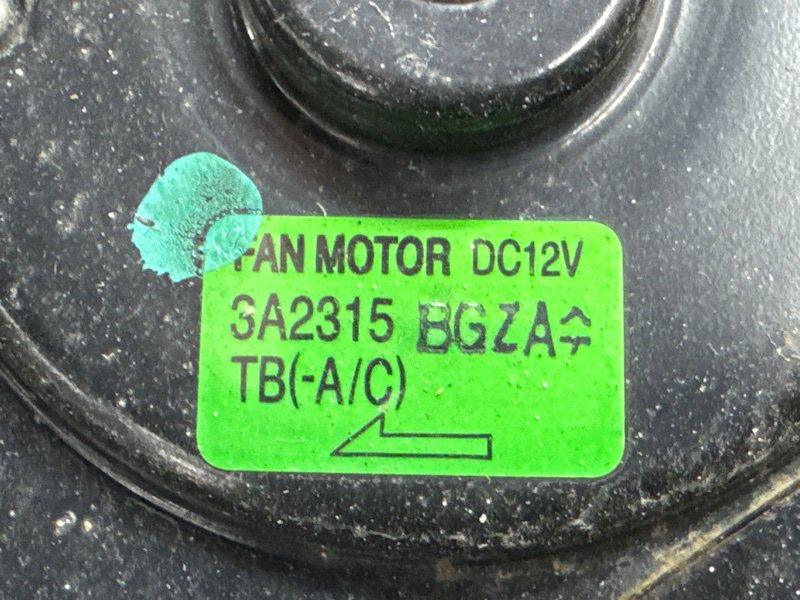 FAN MOTOR DC12V
3A2315 BGZA
TB(-A/C)